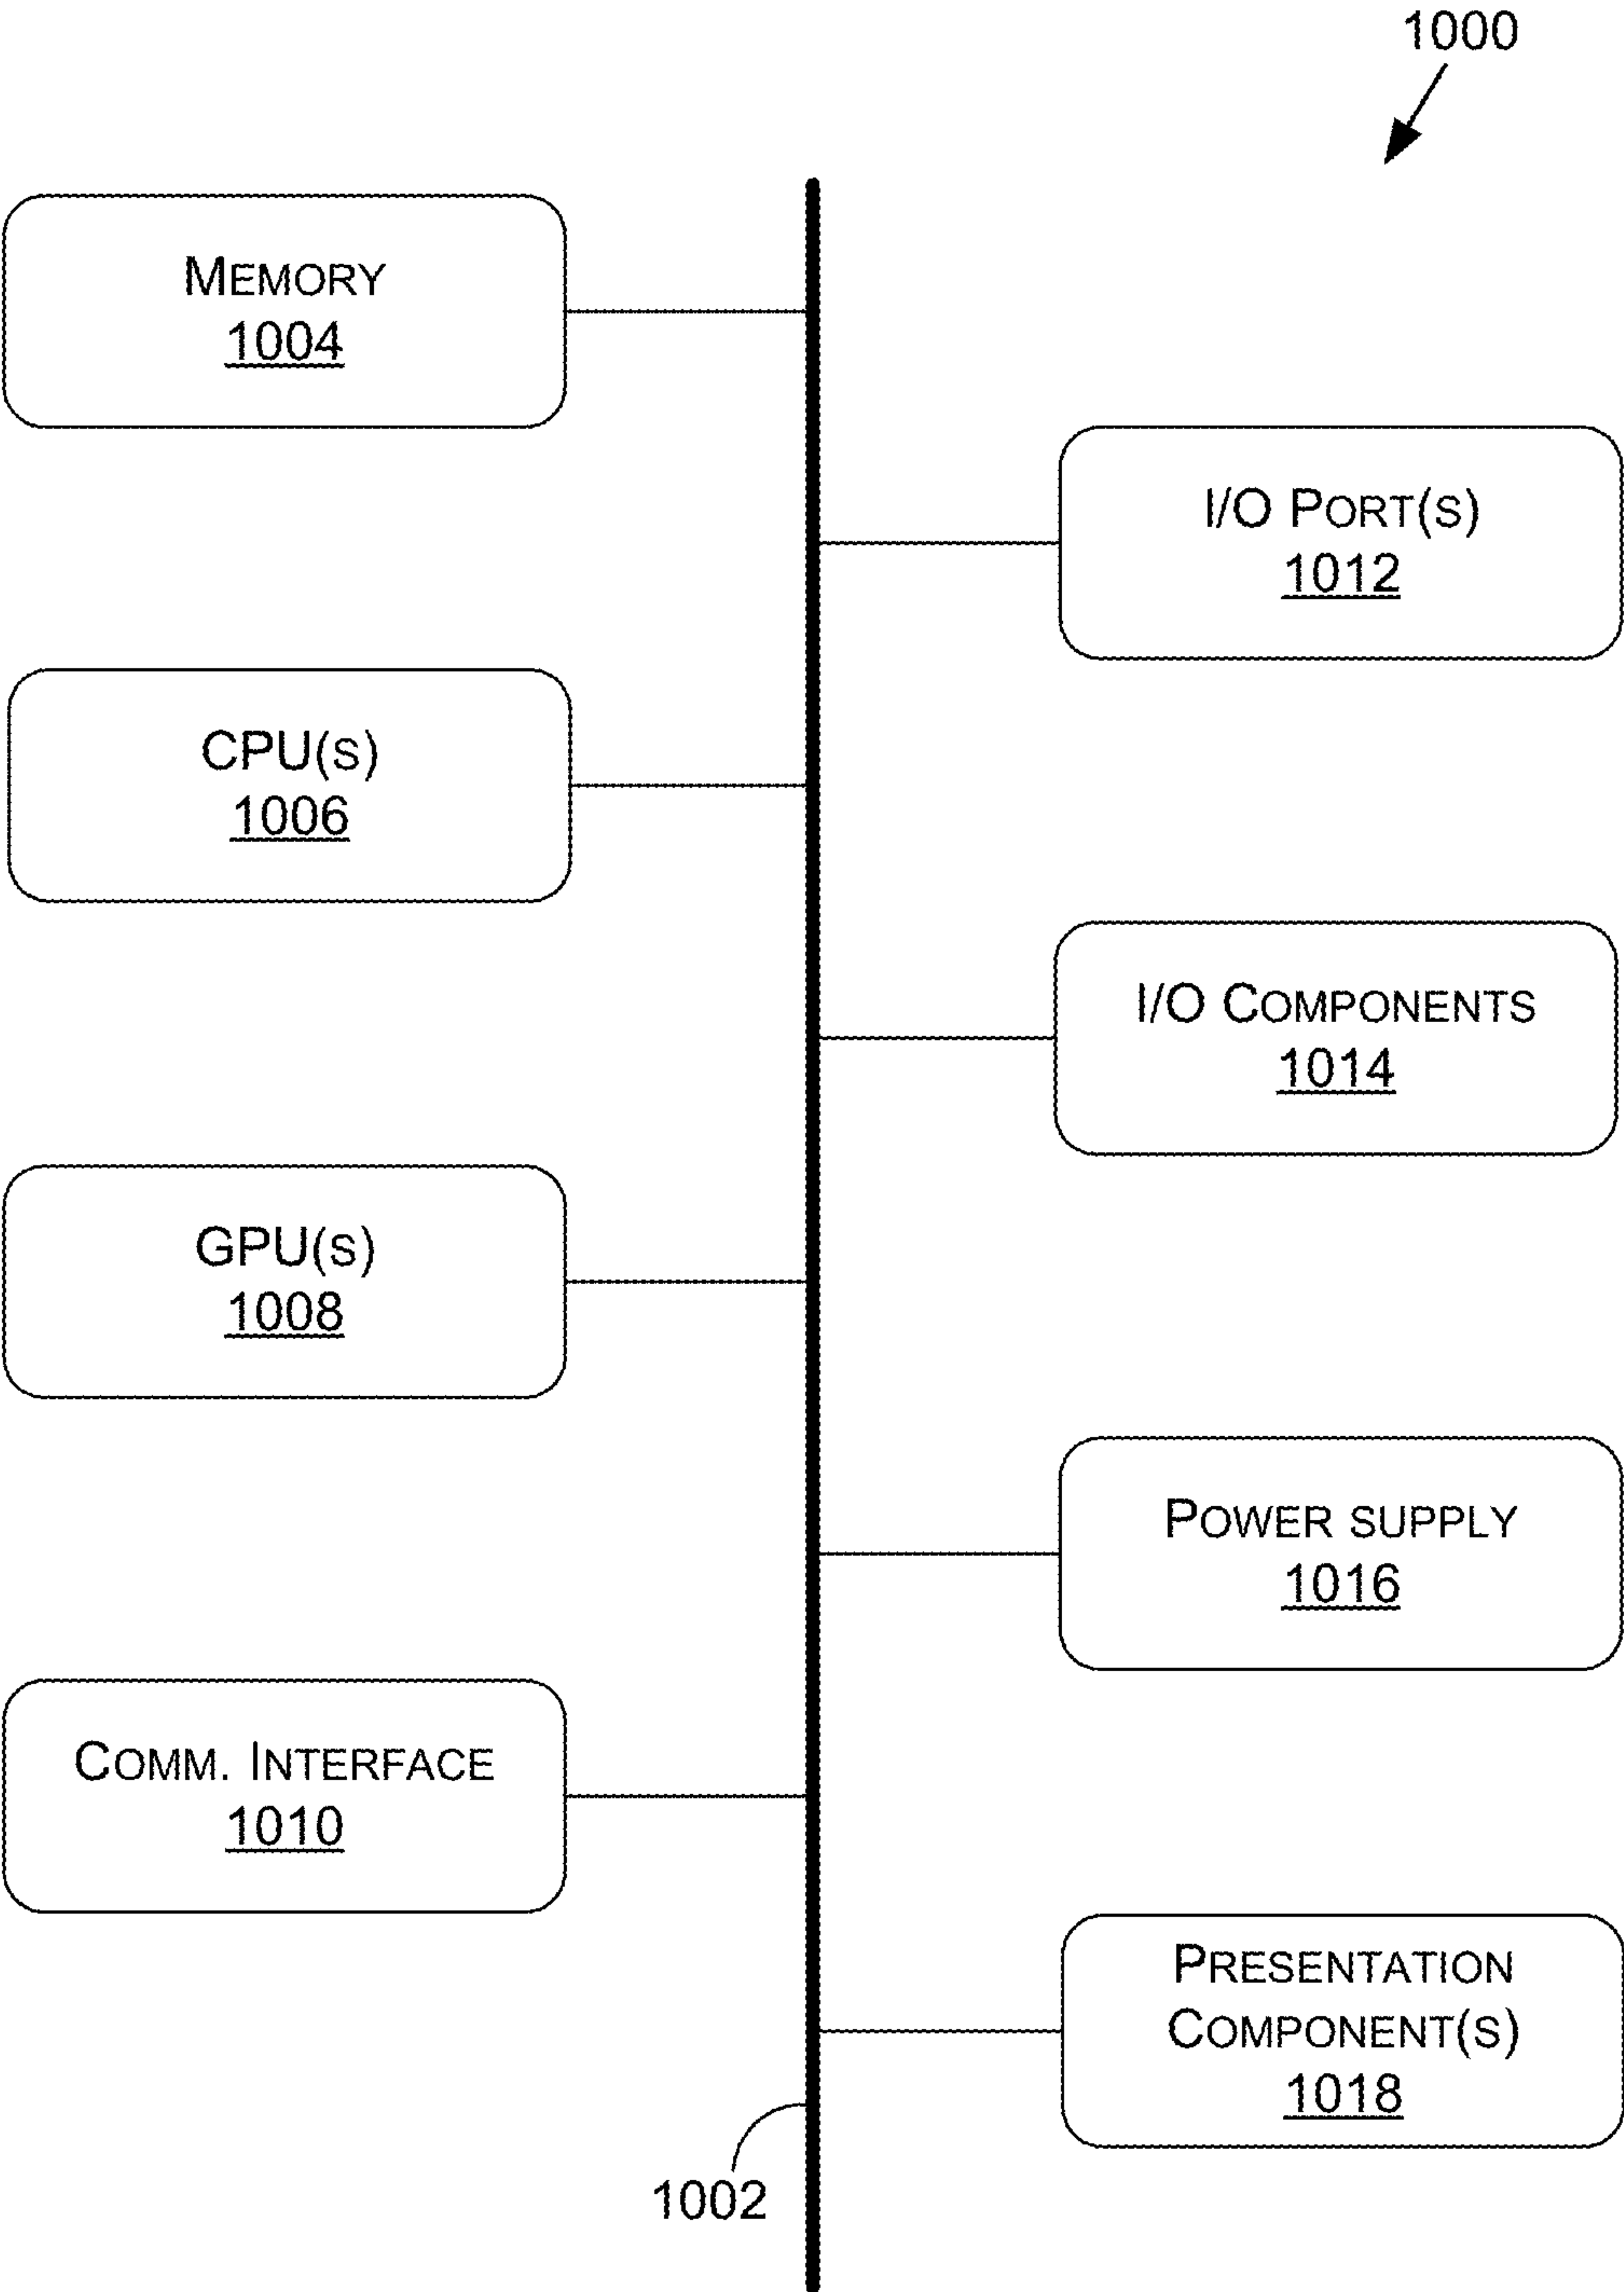 1000
MEMORY
1004
I/O PORT(S)
1012
CPU(S)
1006
I/O COMPONENTS
1014
GPU(S)
1008
POWER SUPPLY
1016
COMM. INTERFACE
1010
PRESENTATION
COMPONENT(S)
1018
1002